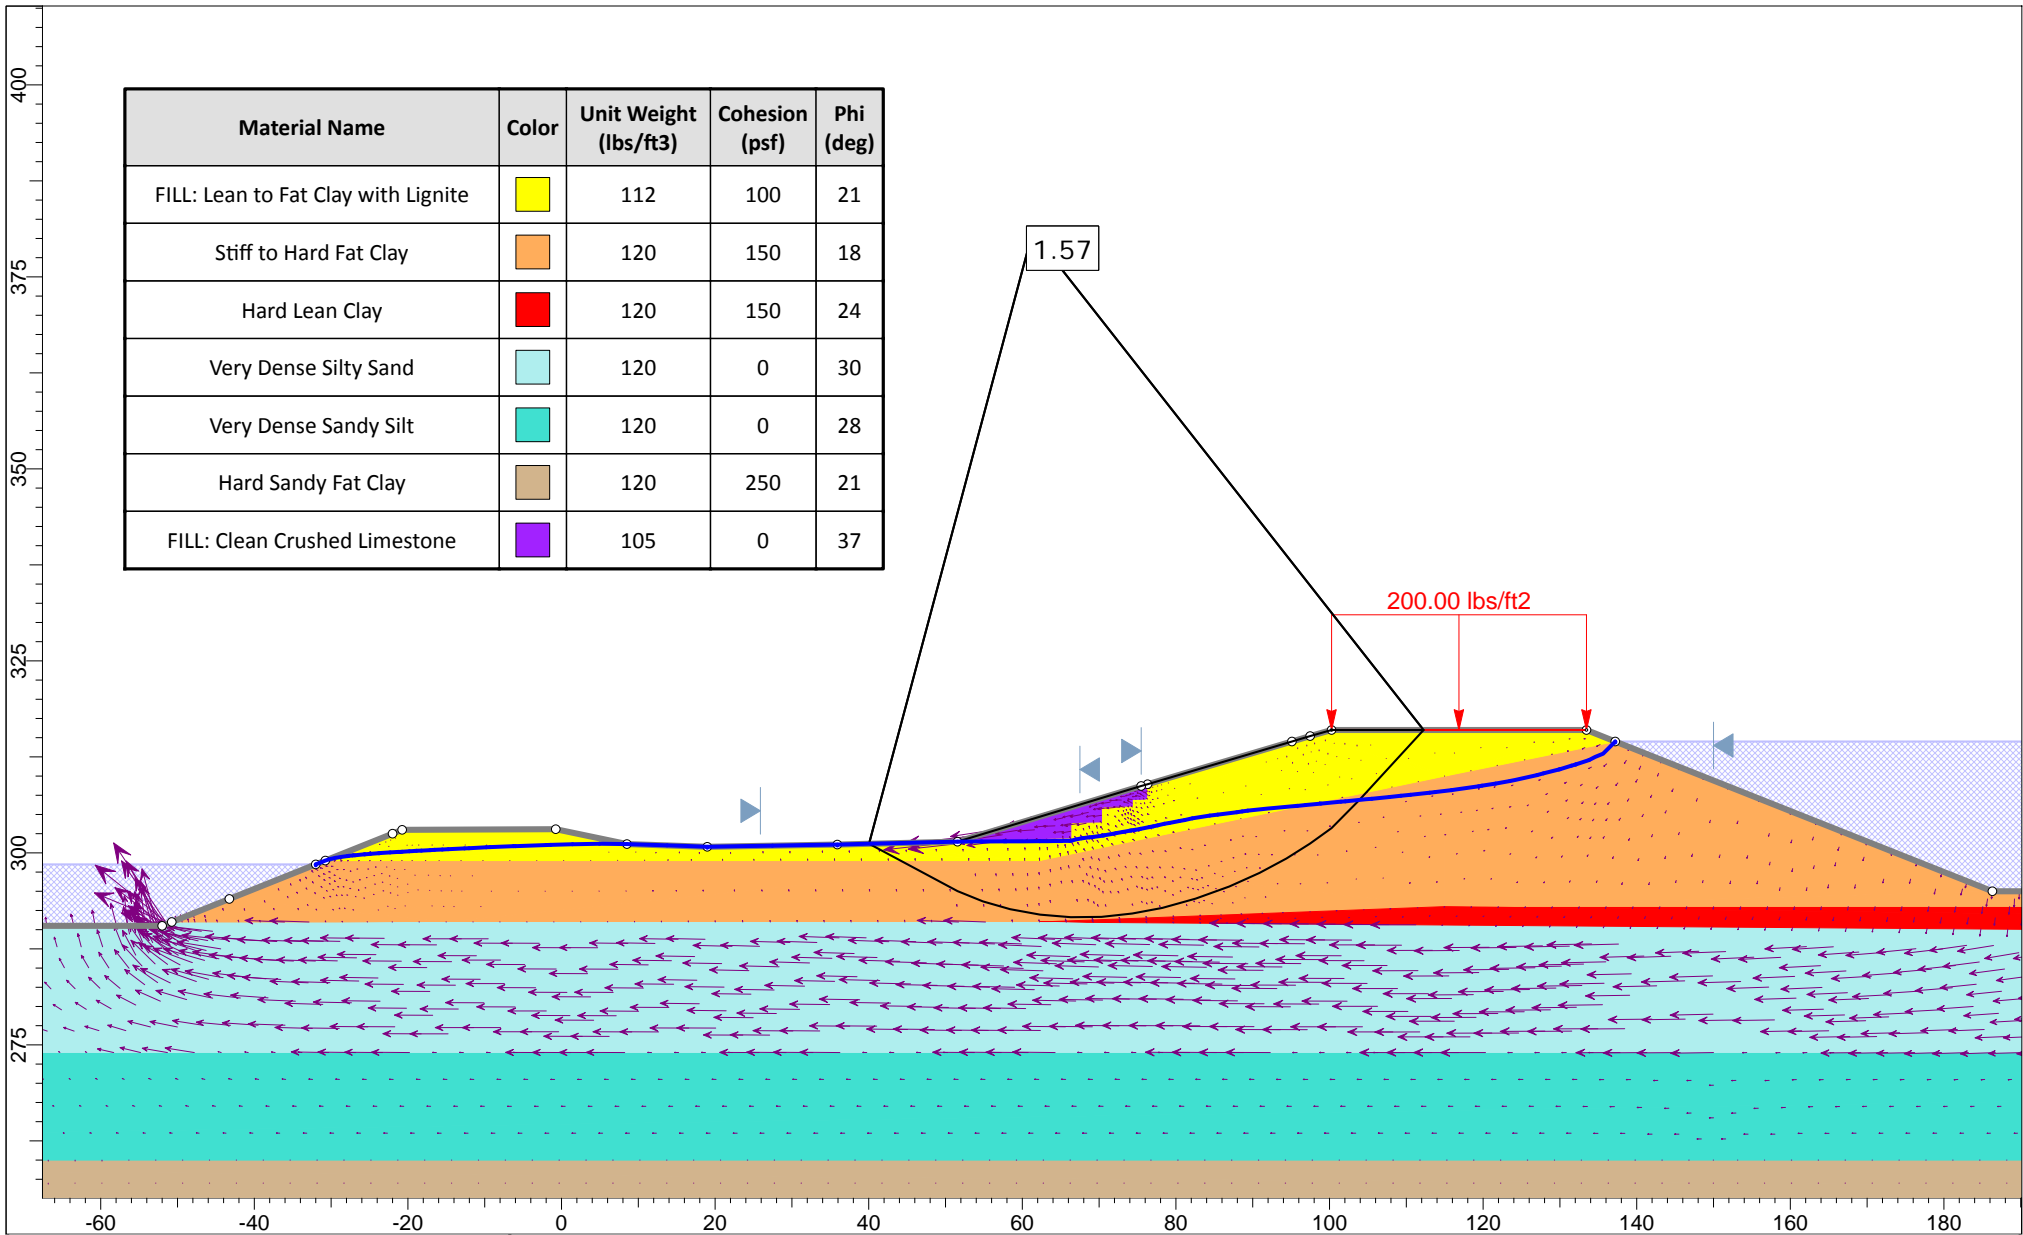 400
375
350
325
300
275
Material Name Color Unit Weight (lbs/ft3) Cohesion (psf) Phi (deg)
FILL: Lean to Fat Clay with Lignite 112 100 21
Stiff to Hard Fat Clay 120 150 18
Hard Lean Clay 120 150 24
Very Dense Silty Sand 120 0 30
Very Dense Sandy Silt 120 0 28
Hard Sandy Fat Clay 120 250 21
FILL: Clean Crushed Limestone 105 0 37
1.57
200.00 lbs/ft2
-60 -40 -20 0 20 40 60 80 100 120 140 160 180